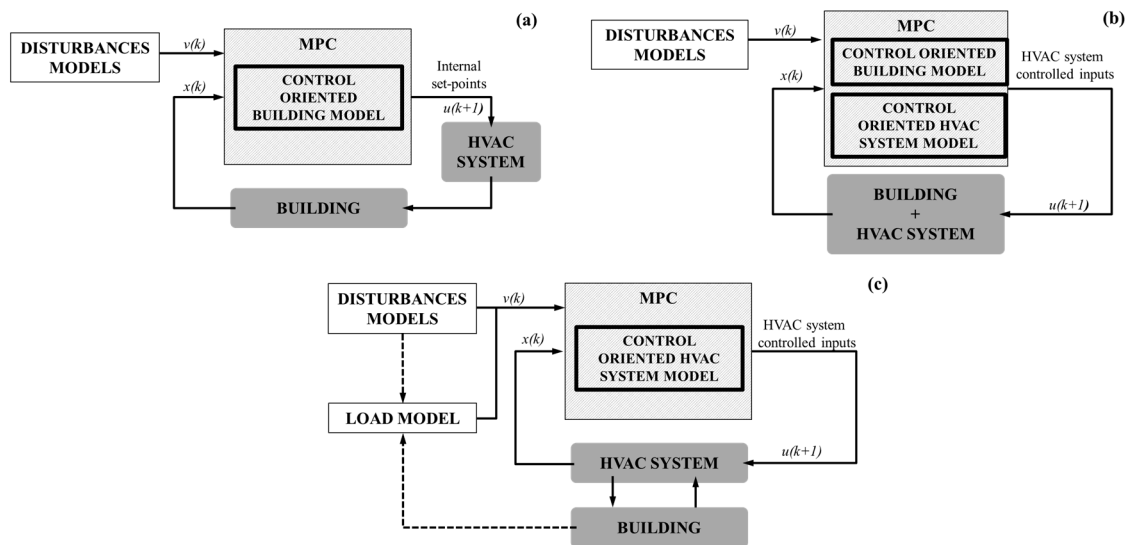 (a)
DISTURBANCES
MODELS
v(k)
x(k)
MPC
CONTROL
ORIENTED
BUILDING MODEL
Internal
set-points
u(k+1)
HVAC
SYSTEM
BUILDING
(b)
DISTURBANCES
MODELS
v(k)
x(k)
MPC
CONTROL ORIENTED
BUILDING MODEL
CONTROL
ORIENTED HVAC
SYSTEM MODEL
HVAC system
controlled inputs
u(k+1)
BUILDING
+
HVAC SYSTEM
(c)
DISTURBANCES
MODELS
v(k)
x(k)
MPC
CONTROL
ORIENTED HVAC
SYSTEM MODEL
HVAC system
controlled inputs
LOAD MODEL
u(k+1)
HVAC SYSTEM
BUILDING